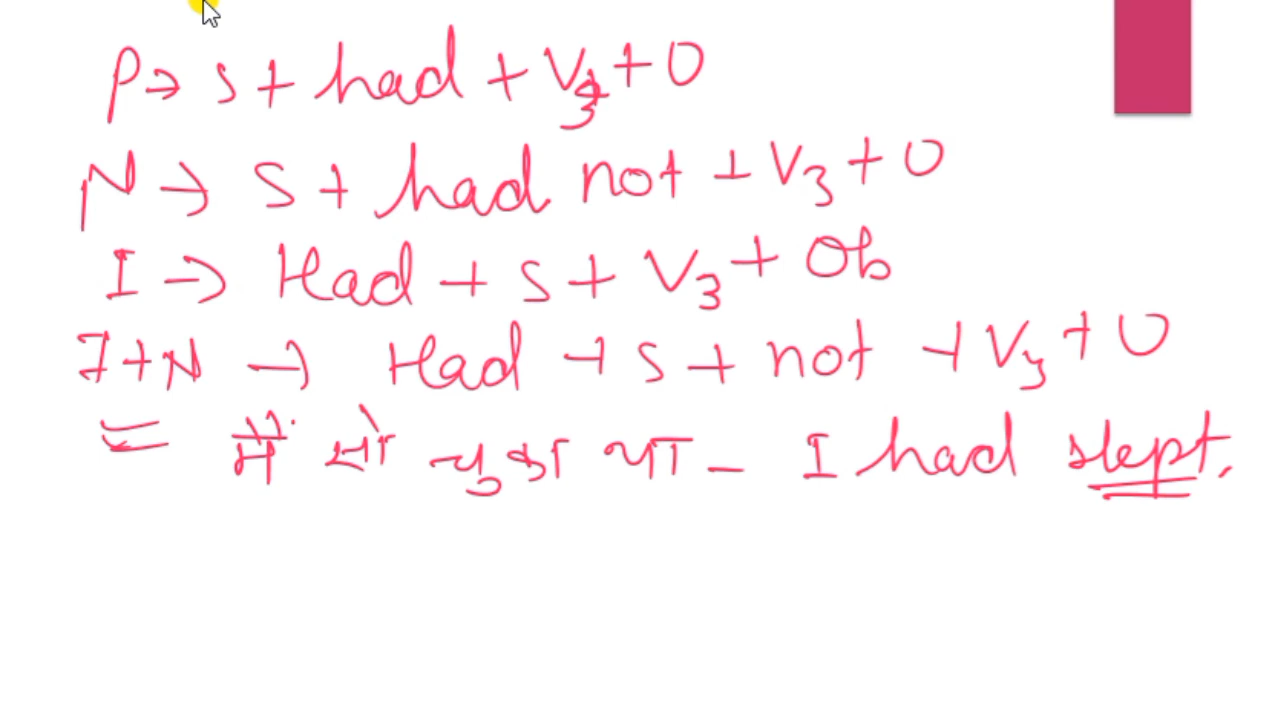 P→ S + had + V3 + O
N → S + had not + V3 + O
I → Had + S + V3 + Ob
I+N → Had + S + not + V3 + O
= मैं सो चुका था - I had slept.